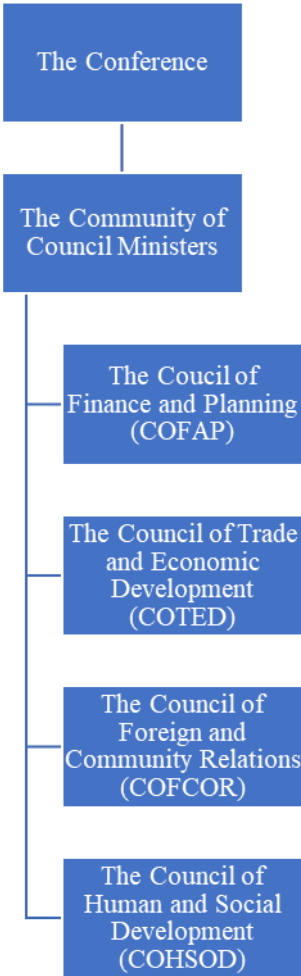 The Conference
The Community of
Council Ministers
The Coucil of
Finance and Planning
(COFAP)
The Council of Trade
and Economic
Development
(COTED)
The Council of
Foreign and
Community Relations
(COFCOR)
The Council of
Human and Social
Development
(COHSOD)